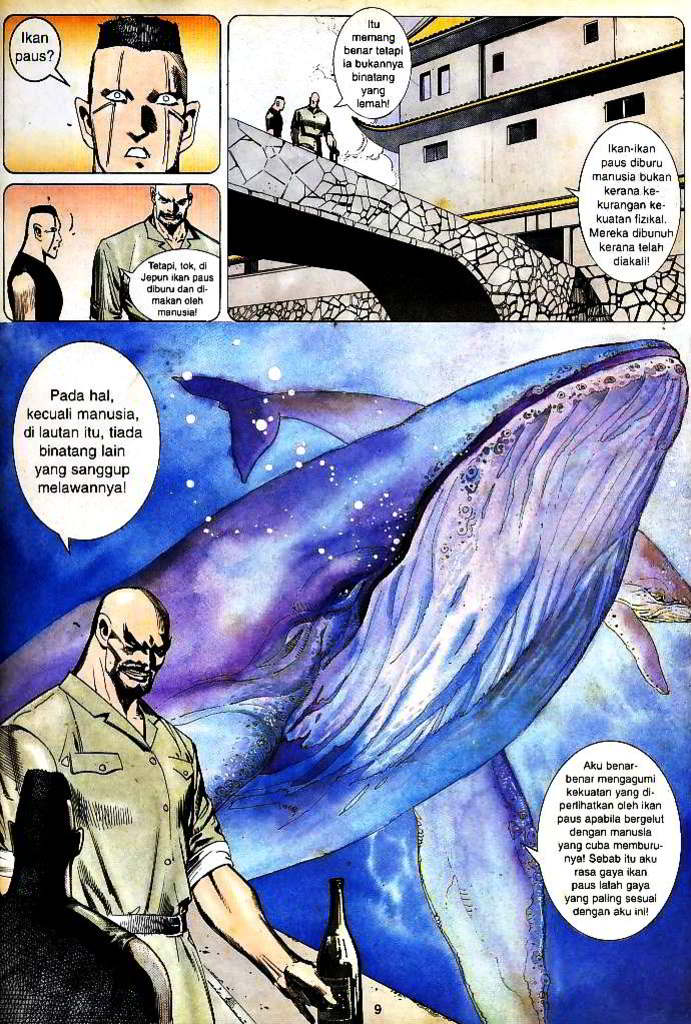 Ikan
paus?
Tetapi, tok, di
Jepun ikan paus
diburu dan di-
makan oleh
manusia!
Itu
memang
benar tetapi
ia bukannya
binatang
yang
lemah!
Ikan-ikan
paus diburu
manusia bukan
kerana ke-
kurangan ke-
kuatan fizikal.
Mereka dibunuh
kerana telah
diakali!
Pada hal,
kecuali manusia,
di lautan itu, tiada
binatang lain
yang sanggup
melawannya!
Aku benar-
benar mengagumi
kekuatan yang di-
perlihatkan oleh ikan
paus apabila bergelut
dengan manusia
yang cuba memburu-
nya! Sebab itu aku
rasa gaya ikan
paus ialah gaya
yang paling sesuai
dengan aku ini!
9